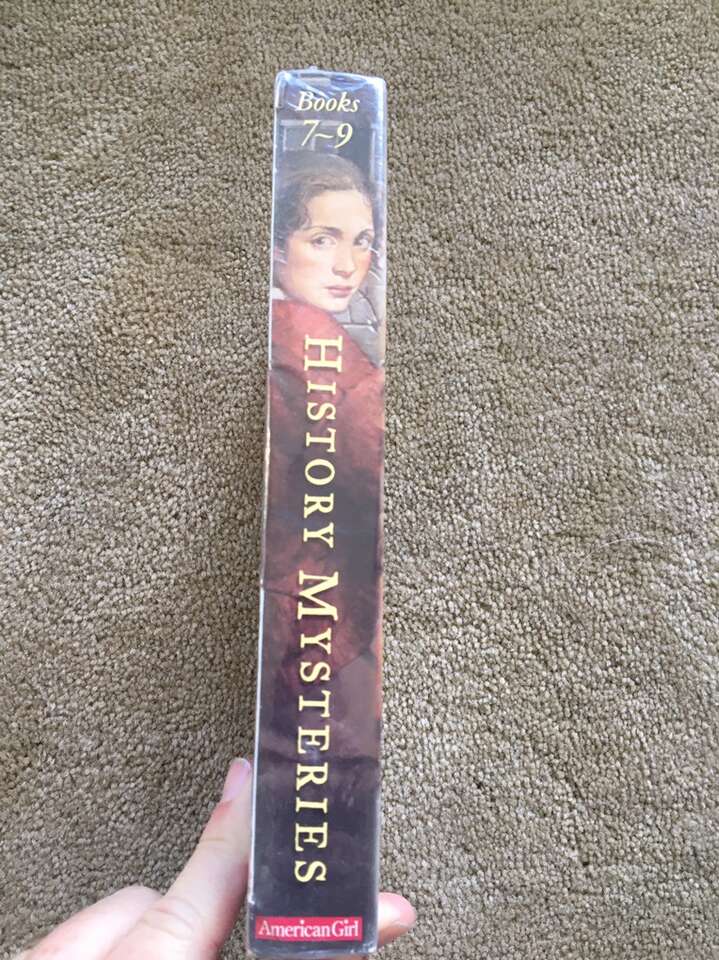 Books
7~9
HISTORY MYSTERIES
American Girl